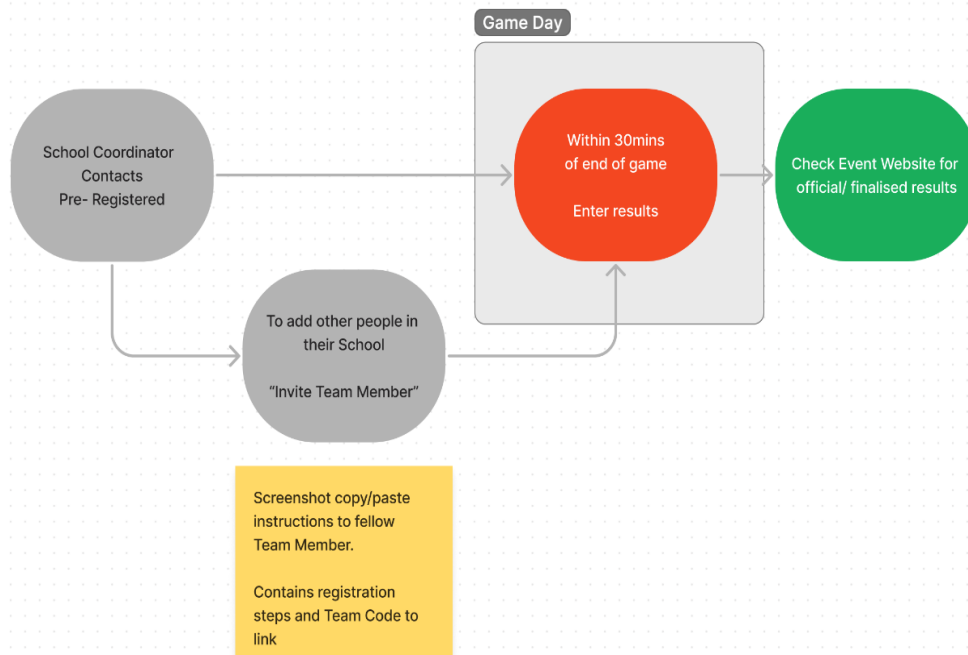 Game Day
School Coordinator
Contacts
Pre- Registered
Within 30mins
of end of game
Enter results
Check Event Website for
official/ finalised results
To add other people in
their School
“Invite Team Member”
Screenshot copy/paste
instructions to fellow
Team Member.
Contains registration
steps and Team Code to
link